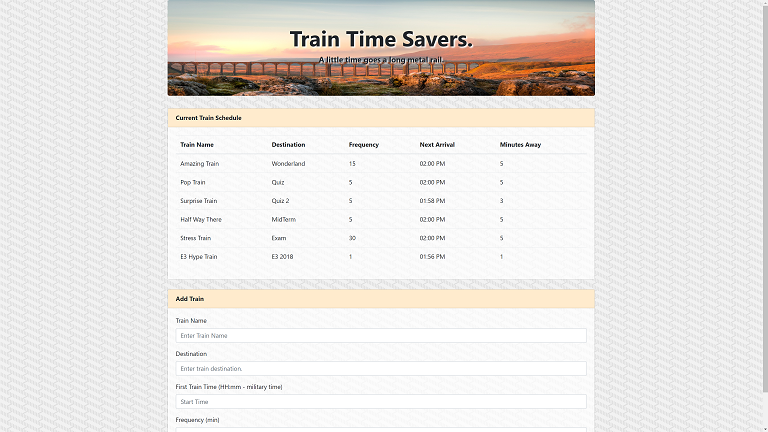 Train Time Savers.
A little time goes a long metal rail.
Current Train Schedule
Train Name Destination Frequency Next Arrival Minutes Away
Amazing Train Wonderland 15 02:00 PM 5
Pop Train Quiz 5 02:00 PM 5
Surprise Train Quiz 2 5 01:58 PM 3
Half Way There MidTerm 5 02:00 PM 5
Stress Train Exam 30 02:00 PM 5
E3 Hype Train E3 2018 1 01:56 PM 1
Add Train
Train Name
Enter Train Name
Destination
Enter train destination.
First Train Time (HH:mm - military time)
Start Time
Frequency (min)